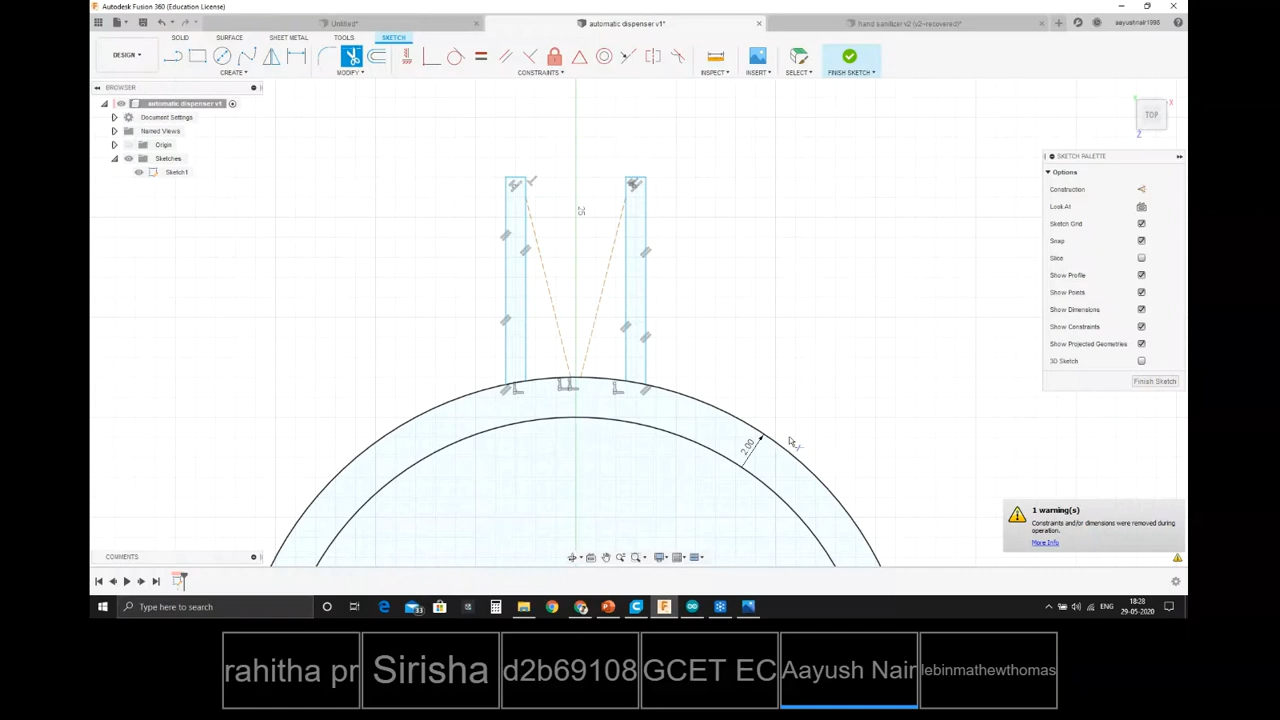 Autodesk Fusion 360 (Education License)
Untitled*
automatic dispenser v1*
hand sanitizer v2 (v2~recovered)*
aayushnair1998
SOLID
SURFACE
SHEET METAL
TOOLS
SKETCH
DESIGN
CREATE
MODIFY
CONSTRAINTS
INSPECT
INSERT
SELECT
FINISH SKETCH
BROWSER
automatic dispenser v1
Document Settings
Named Views
Origin
Sketches
Sketch1
TOP
X
Z
SKETCH PALETTE
Options
Construction
Look At
Sketch Grid
Snap
Slice
Show Profile
Show Points
Show Dimensions
Show Constraints
Show Projected Geometries
3D Sketch
Finish Sketch
25
2.00
1 warning(s)
Constraints and/or dimensions were removed during
operation.
More Info
COMMENTS
Type here to search
33
ENG
18:28
29-05-2020
rahitha pr
Sirisha
d2b69108
GCET EC
Aayush Nair
lebinmathewthomas